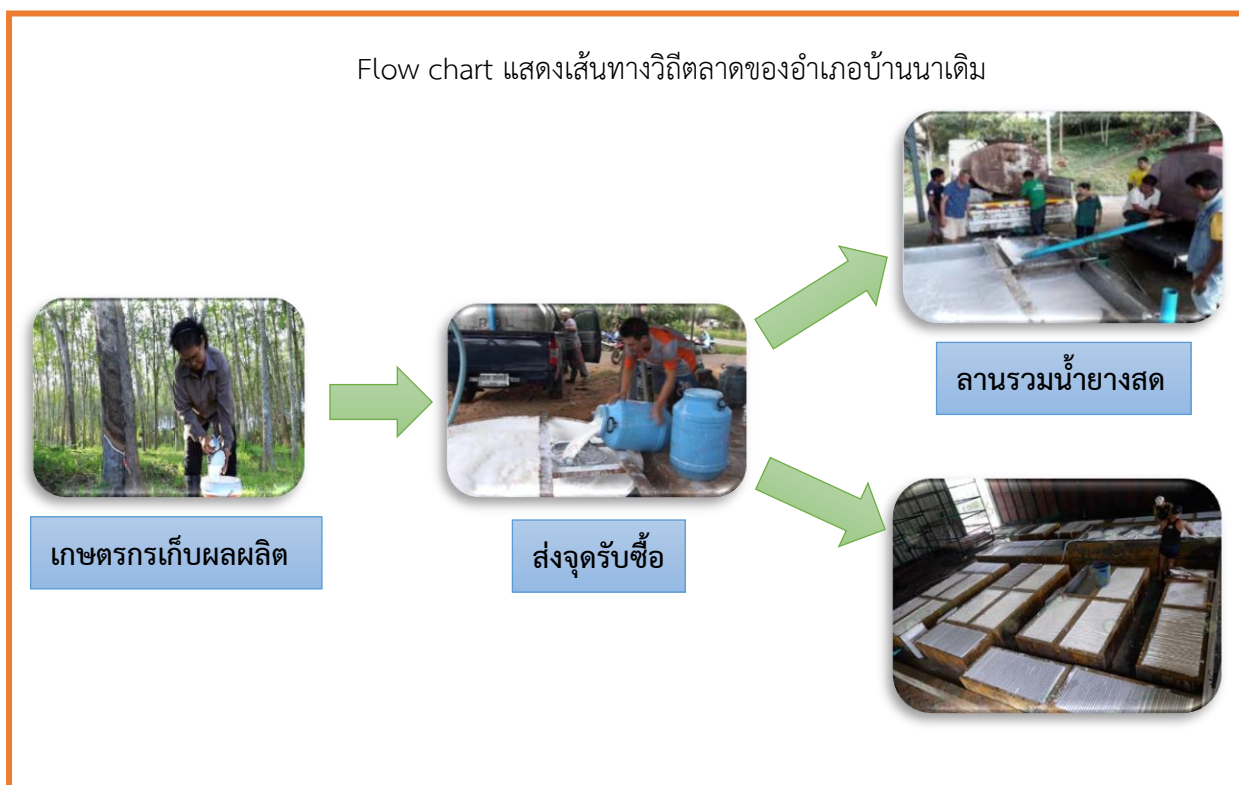 Flow chart แสดงเส้นทางวิถีตลาดของอำเภอบ้านนาเดิม
ลานรวมน้ำยางสด
เกษตรกรเก็บผลผลิต
ส่งจุดรับซื้อ